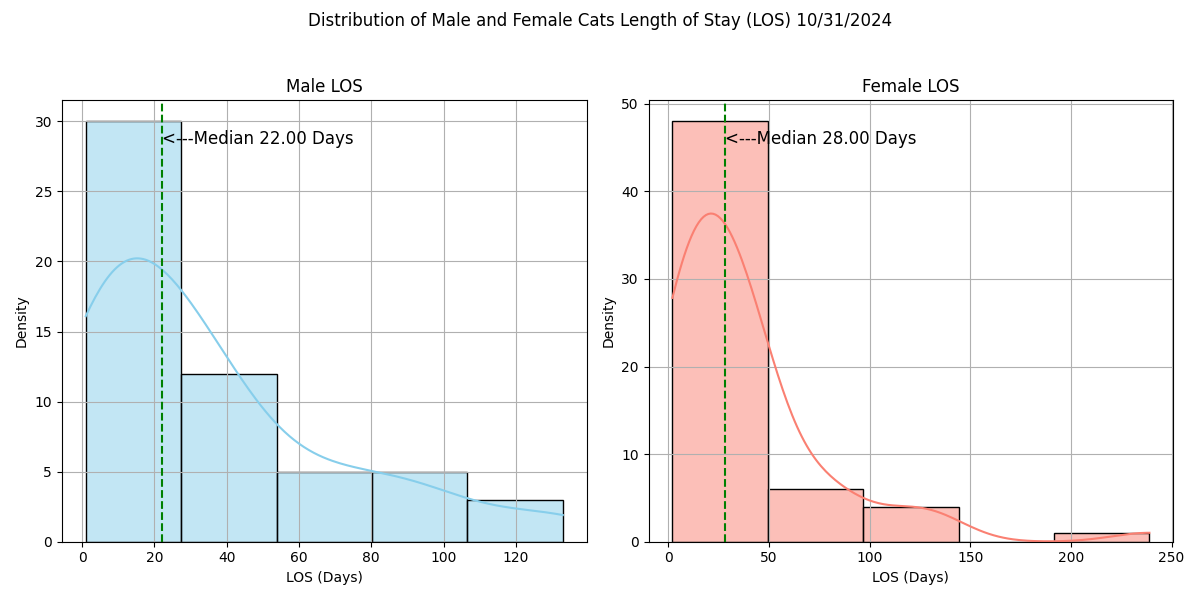 Distribution of Male and Female Cats Length of Stay (LOS) 10/31/2024
Male LOS
30
25
20
15
10
5
0
Density
<---Median 22.00 Days
0 20 40 60 80 100 120
LOS (Days)
Female LOS
50
40
30
20
10
0
Density
<---Median 28.00 Days
0 50 100 150 200 250
LOS (Days)